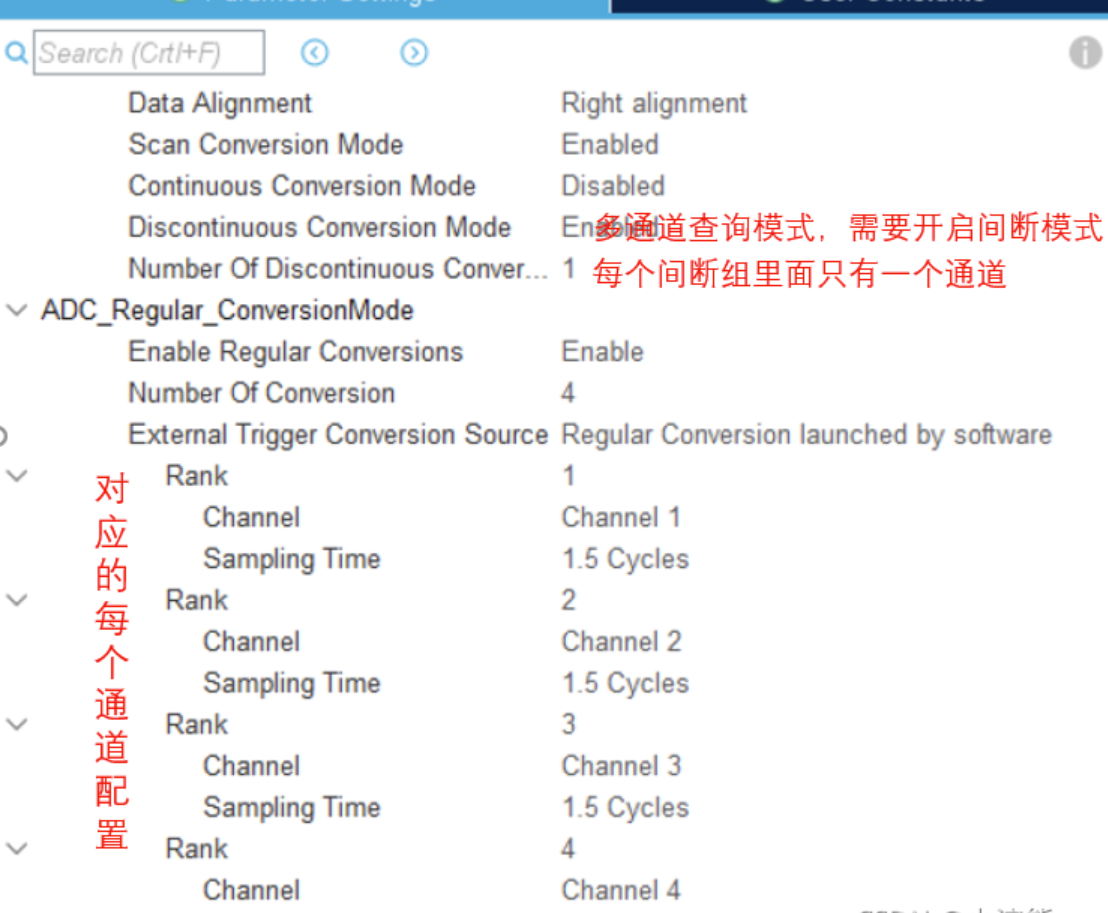 Parameter Settings
User Constants
Search (Crtl+F)
Data Alignment Right alignment
Scan Conversion Mode Enabled
Continuous Conversion Mode Disabled
Discontinuous Conversion Mode Enabled 多通道查询模式，需要开启间断模式
Number Of Discontinuous Conver... 1 每个间断组里面只有一个通道
ADC_Regular_ConversionMode
Enable Regular Conversions Enable
Number Of Conversion 4
External Trigger Conversion Source Regular Conversion launched by software
对应的每个通道配置
Rank 1
Channel Channel 1
Sampling Time 1.5 Cycles
Rank 2
Channel Channel 2
Sampling Time 1.5 Cycles
Rank 3
Channel Channel 3
Sampling Time 1.5 Cycles
Rank 4
Channel Channel 4